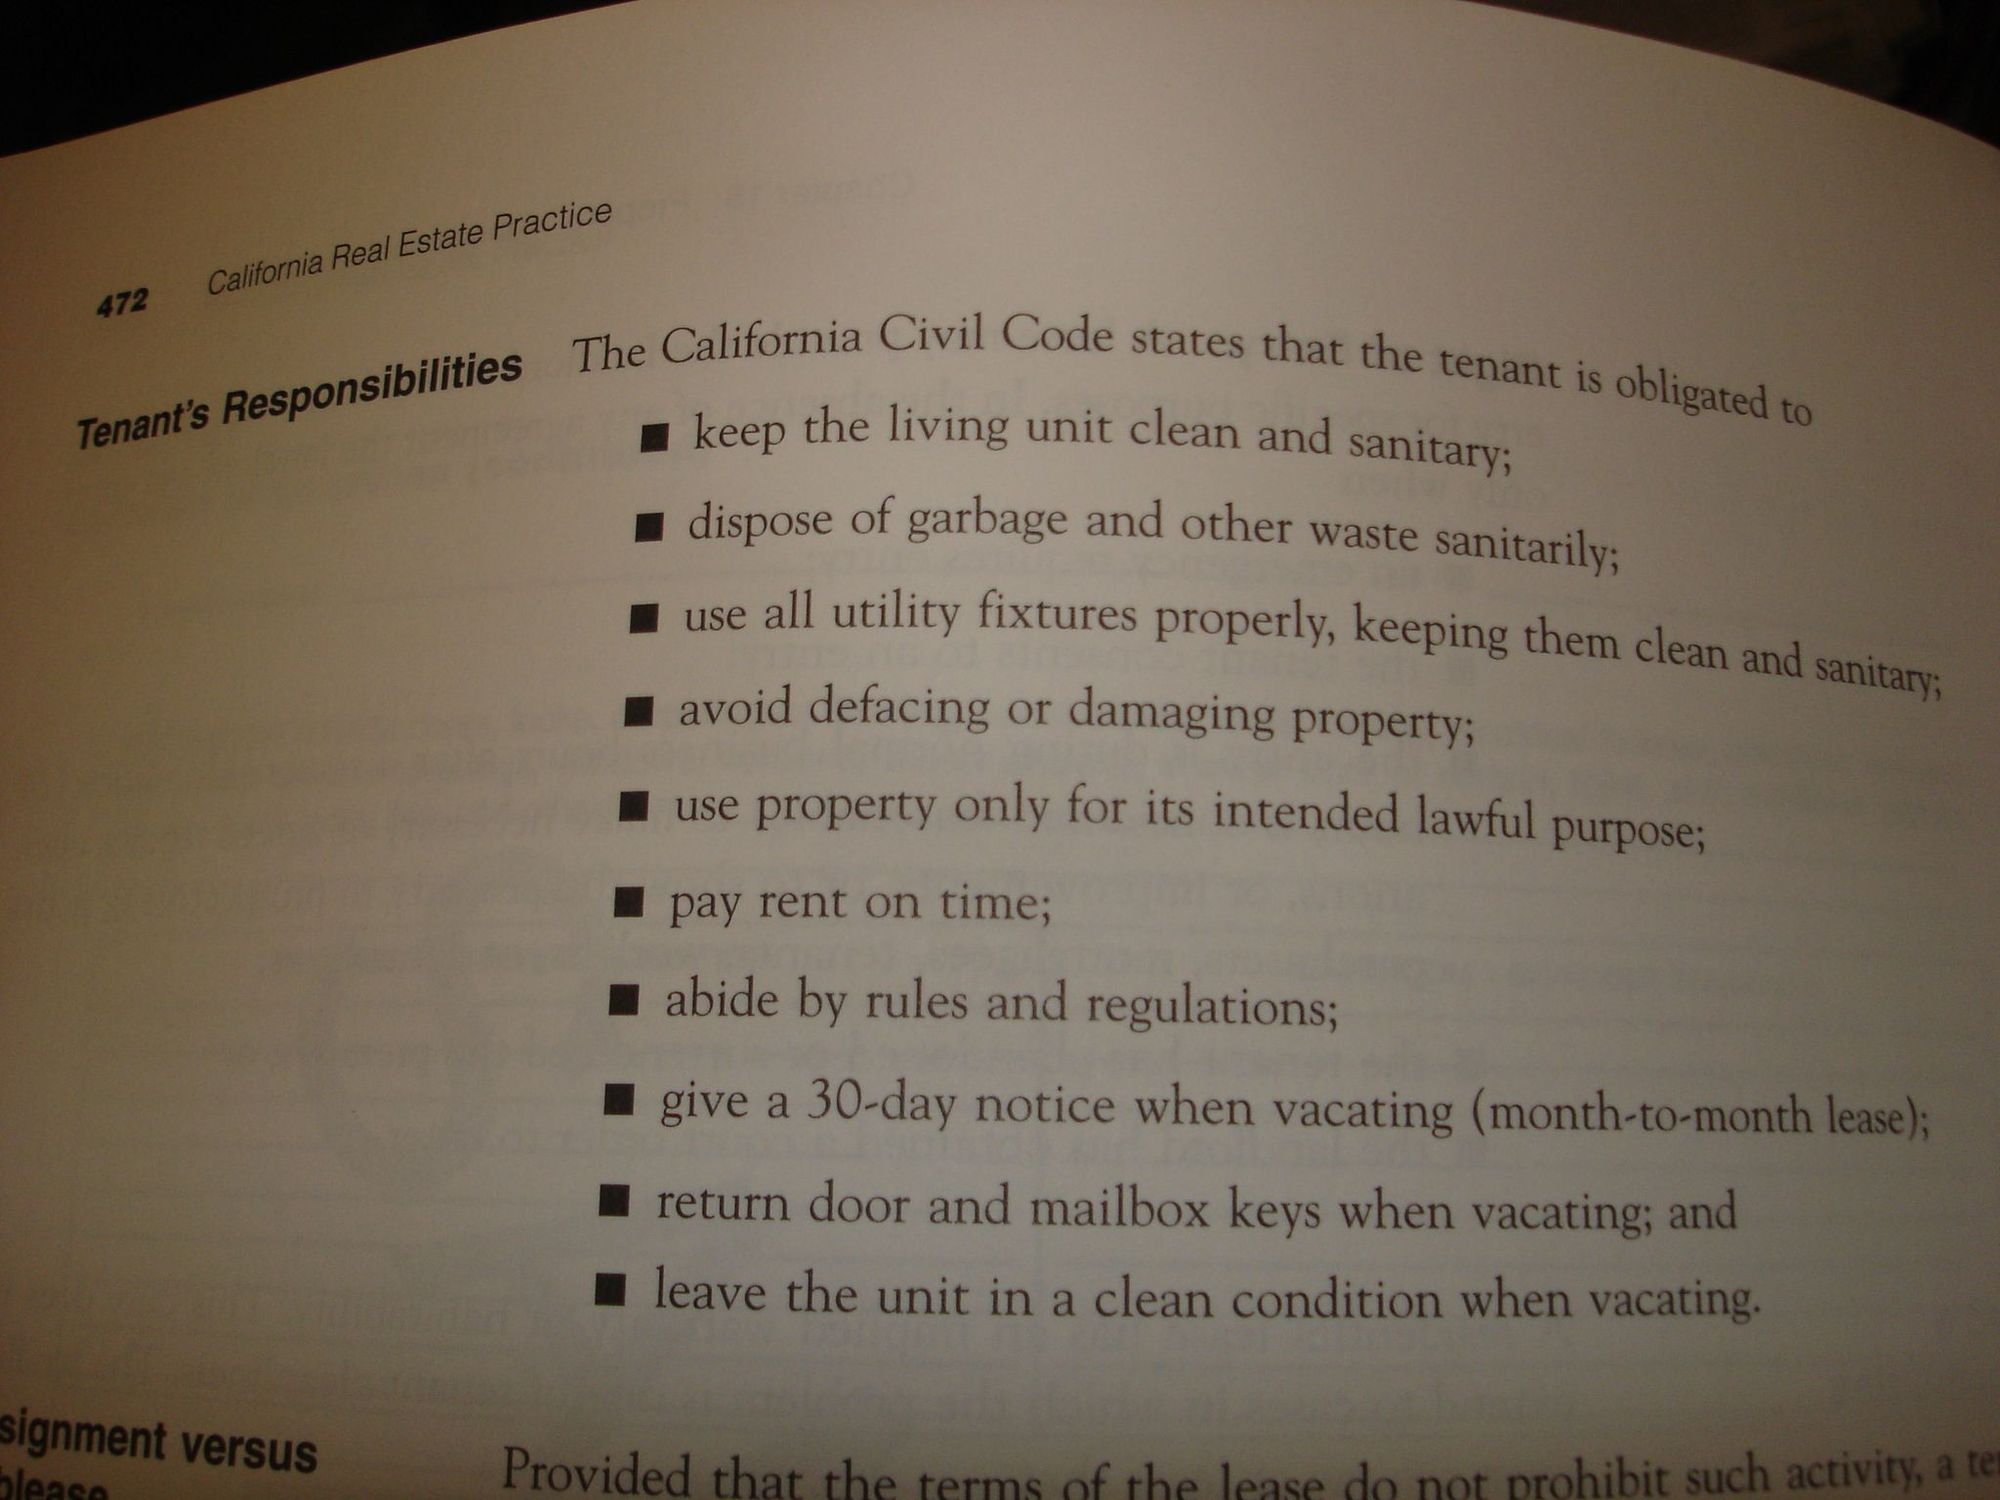 472 California Real Estate Practice
Tenant's Responsibilities The California Civil Code states that the tenant is obligated to
■ keep the living unit clean and sanitary;
■ dispose of garbage and other waste sanitarily;
■ use all utility fixtures properly, keeping them clean and sanitary;
■ avoid defacing or damaging property;
■ use property only for its intended lawful purpose;
■ pay rent on time;
■ abide by rules and regulations;
■ give a 30-day notice when vacating (month-to-month lease);
■ return door and mailbox keys when vacating; and
■ leave the unit in a clean condition when vacating.
signment versus
blease
Provided that the terms of the lease do not prohibit such activity, a